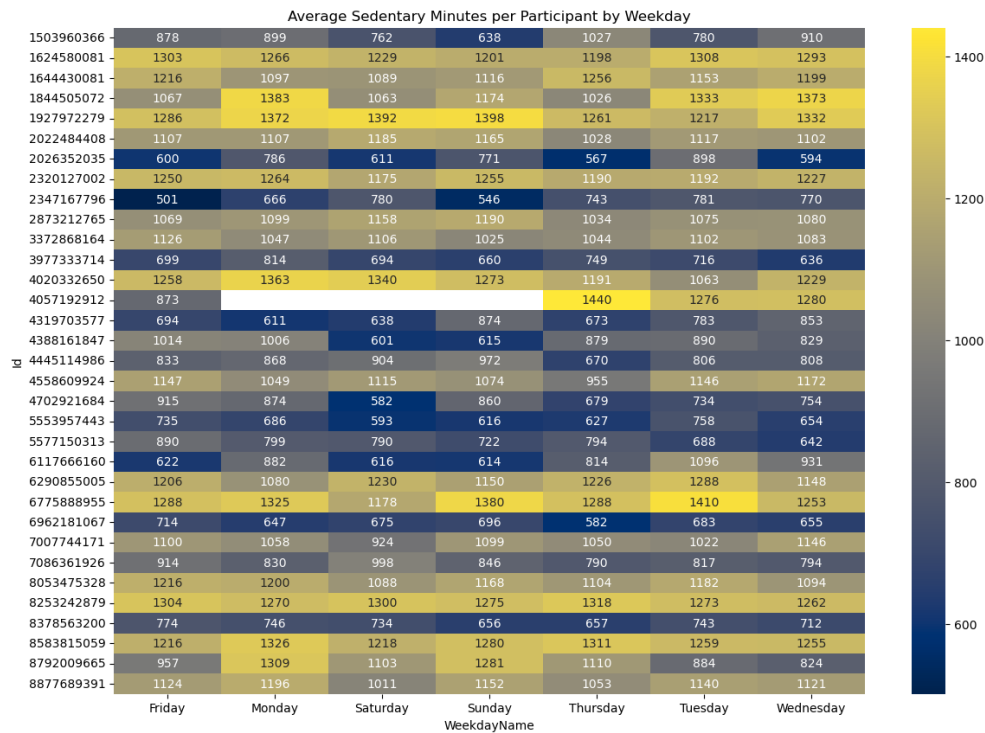 Average Sedentary Minutes per Participant by Weekday
1503960366 878 899 762 638 1027 780 910
1624580081 1303 1266 1229 1201 1198 1308 1293
1644430081 1216 1097 1089 1116 1256 1153 1199
1844505072 1067 1383 1063 1174 1026 1333 1373
1927972279 1286 1372 1392 1398 1261 1217 1332
2022484408 1107 1107 1185 1165 1028 1117 1102
2026352035 600 786 611 771 567 898 594
2320127002 1250 1264 1175 1255 1190 1192 1227
2347167796 501 666 780 546 743 781 770
2873212765 1069 1099 1158 1190 1034 1075 1080
3372868164 1126 1047 1106 1025 1044 1102 1083
3977333714 699 814 694 660 749 716 636
4020332650 1258 1363 1340 1273 1191 1063 1229
4057192912 873 1440 1276 1280
4319703577 694 611 638 874 673 783 853
4388161847 1014 1006 601 615 879 890 829
4445114986 833 868 904 972 670 806 808
4558609924 1147 1049 1115 1074 955 1146 1172
4702921684 915 874 582 860 679 734 754
5553957443 735 686 593 616 627 758 654
5577150313 890 799 790 722 794 688 642
6117666160 622 882 616 614 814 1096 931
6290855005 1206 1080 1230 1150 1226 1288 1148
6775888955 1288 1325 1178 1380 1288 1410 1253
6962181067 714 647 675 696 582 683 655
7007744171 1100 1058 924 1099 1050 1022 1146
7086361926 914 830 998 846 790 817 794
8053475328 1216 1200 1088 1168 1104 1182 1094
8253242879 1304 1270 1300 1275 1318 1273 1262
8378563200 774 746 734 656 657 743 712
8583815059 1216 1326 1218 1280 1311 1259 1255
8792009665 957 1309 1103 1281 1110 884 824
8877689391 1124 1196 1011 1152 1053 1140 1121
Id
Friday Monday Saturday Sunday Thursday Tuesday Wednesday
WeekdayName
1400
1200
1000
800
600